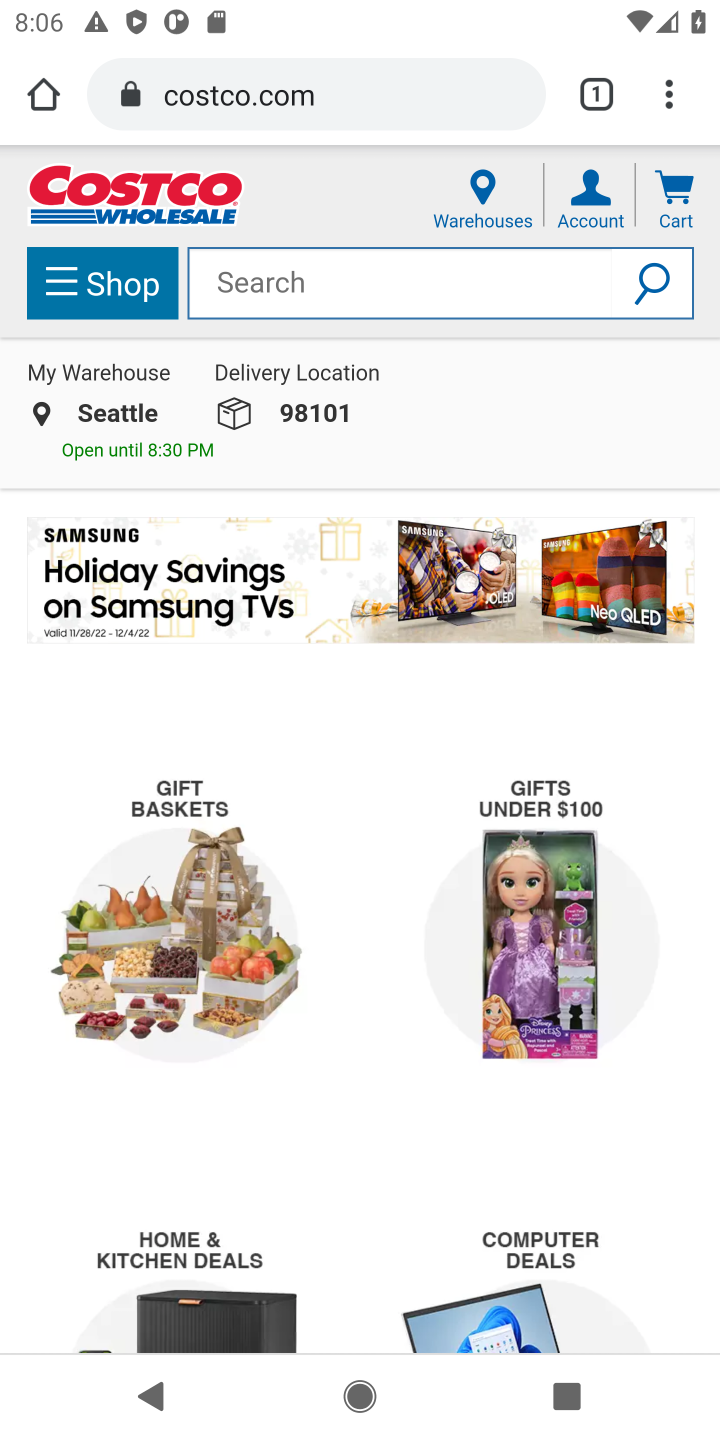 8:06
costco.com
1
COSTCO
WHOLESALE
Warehouses
Account
Cart
Shop
Search
My Warehouse
Delivery Location
Seattle
98101
Open until 8:30 PM
SAMSUNG
Holiday Savings
on Samsung TVs
Valid 11/28/22 - 12/4/22
SAMSUNG
OLED
SAMSUNG
Neo QLED
GIFT
BASKETS
GIFTS
UNDER $100
Disney
PRINCESS
HOME &
KITCHEN DEALS
COMPUTER
DEALS